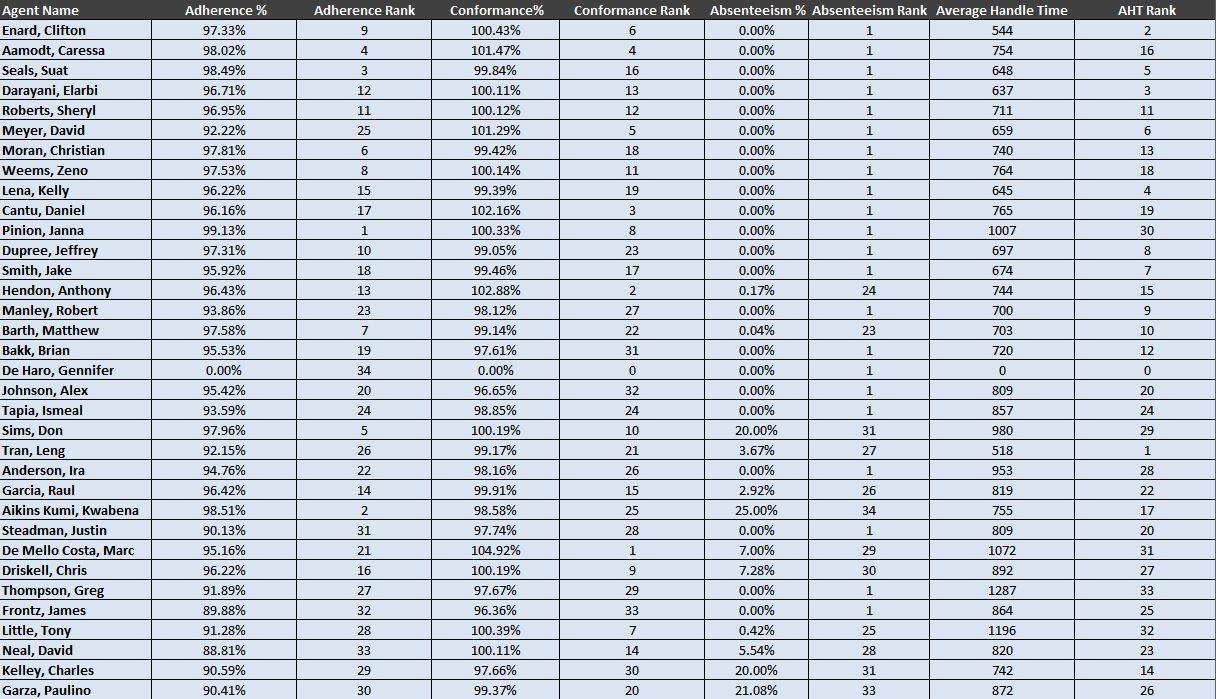 Agent Name Adherence % Adherence Rank Conformance% Conformance Rank Absenteeism % Absenteeism Rank Average Handle Time AHT Rank
Enard, Clifton 97.33% 9 100.43% 6 0.00% 1 544 2
Aamodt, Caressa 98.02% 4 101.47% 4 0.00% 1 754 16
Seals, Suat 98.49% 3 99.84% 16 0.00% 1 648 5
Darayani, Elarbi 96.71% 12 100.11% 13 0.00% 1 637 3
Roberts, Sheryl 96.95% 11 100.12% 12 0.00% 1 711 11
Meyer, David 92.22% 25 101.29% 5 0.00% 1 659 6
Moran, Christian 97.81% 6 99.42% 18 0.00% 1 740 13
Weems, Zeno 97.53% 8 100.14% 11 0.00% 1 764 18
Lena, Kelly 96.22% 15 99.39% 19 0.00% 1 645 4
Cantu, Daniel 96.16% 17 102.16% 3 0.00% 1 765 19
Pinion, Janna 99.13% 1 100.33% 8 0.00% 1 1007 30
Dupree, Jeffrey 97.31% 10 99.05% 23 0.00% 1 697 8
Smith, Jake 95.92% 18 99.46% 17 0.00% 1 674 7
Hendon, Anthony 96.43% 13 102.88% 2 0.17% 24 744 15
Manley, Robert 93.86% 23 98.12% 27 0.00% 1 700 9
Barth, Matthew 97.58% 7 99.14% 22 0.04% 23 703 10
Bakk, Brian 95.53% 19 97.61% 31 0.00% 1 720 12
De Haro, Gennifer 0.00% 34 0.00% 0 0.00% 1 0 0
Johnson, Alex 95.42% 20 96.65% 32 0.00% 1 809 20
Tapia, Ismeal 93.59% 24 98.85% 24 0.00% 1 857 24
Sims, Don 97.96% 5 100.19% 10 20.00% 31 980 29
Tran, Leng 92.15% 26 99.17% 21 3.67% 27 518 1
Anderson, Ira 94.76% 22 98.16% 26 0.00% 1 953 28
Garcia, Raul 96.42% 14 99.91% 15 2.92% 26 819 22
Aikins Kumi, Kwabena 98.51% 2 98.58% 25 25.00% 34 755 17
Steadman, Justin 90.13% 31 97.74% 28 0.00% 1 809 20
De Mello Costa, Marc 95.16% 21 104.92% 1 7.00% 29 1072 31
Driskell, Chris 96.22% 16 100.19% 9 7.28% 30 892 27
Thompson, Greg 91.89% 27 97.67% 29 0.00% 1 1287 33
Frontz, James 89.88% 32 96.36% 33 0.00% 1 864 25
Little, Tony 91.28% 28 100.39% 7 0.42% 25 1196 32
Neal, David 88.81% 33 100.11% 14 5.54% 28 820 23
Kelley, Charles 90.59% 29 97.66% 30 20.00% 31 742 14
Garza, Paulino 90.41% 30 99.37% 20 21.08% 33 872 26